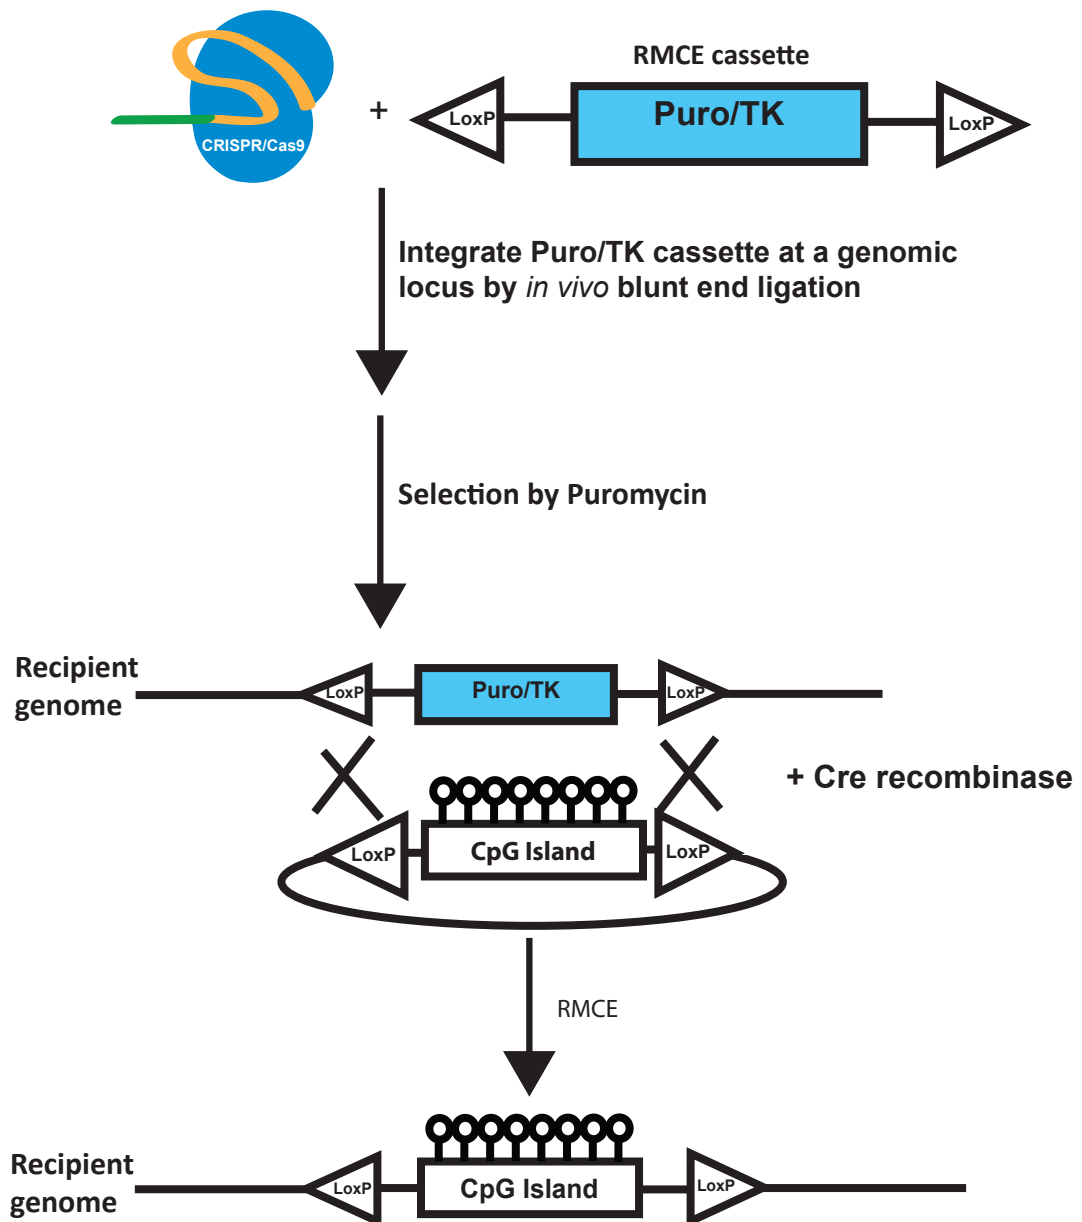 RMCE cassette
CRISPR/Cas9
+
LoxP
Puro/TK
LoxP
Integrate Puro/TK cassette at a genomic
locus by in vivo blunt end ligation
Selection by Puromycin
Recipient
genome
LoxP
Puro/TK
LoxP
+ Cre recombinase
LoxP
CpG Island
LoxP
RMCE
Recipient
genome
LoxP
CpG Island
LoxP